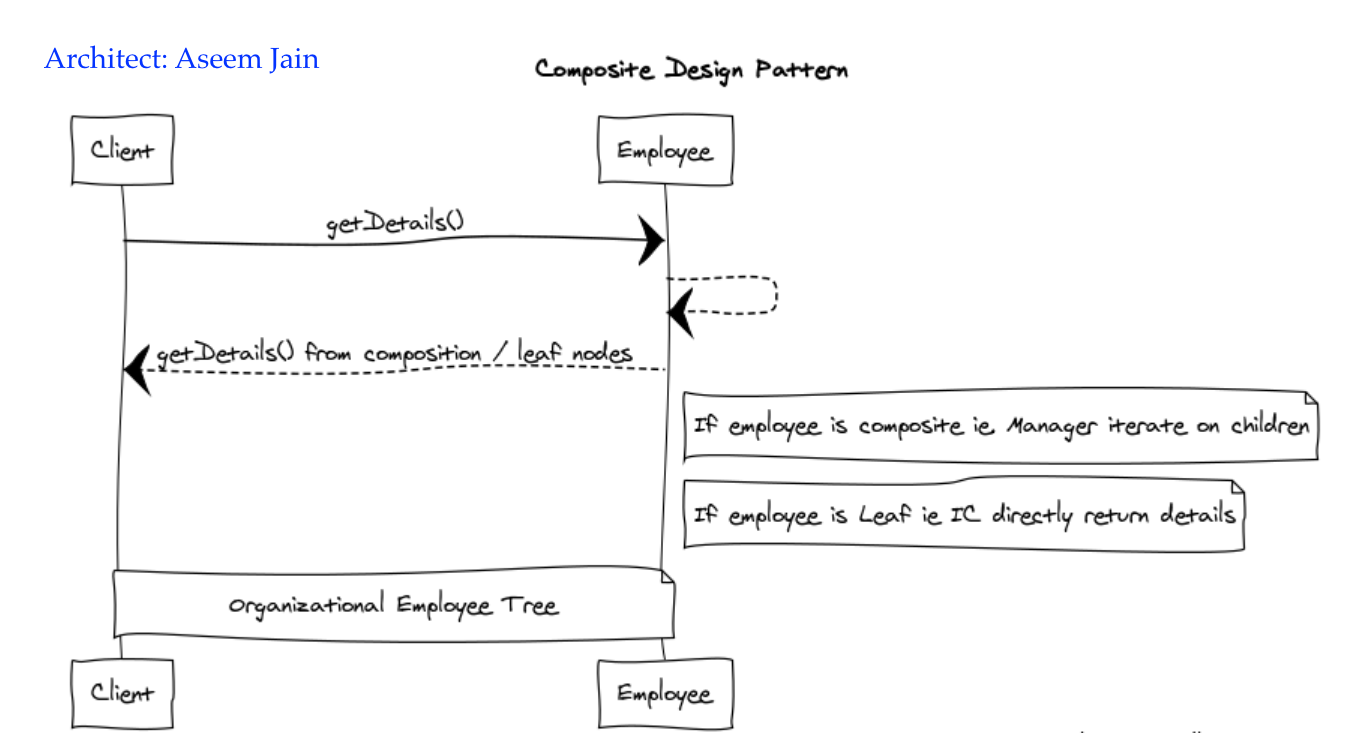 Architect: Aseem Jain
Composite Design Pattern
Client
Employee
getDetails()
getDetails() from composition / leaf nodes
If employee is composite ie. Manager iterate on children
If employee is Leaf ie IC directly return details
Organizational Employee Tree
Client
Employee